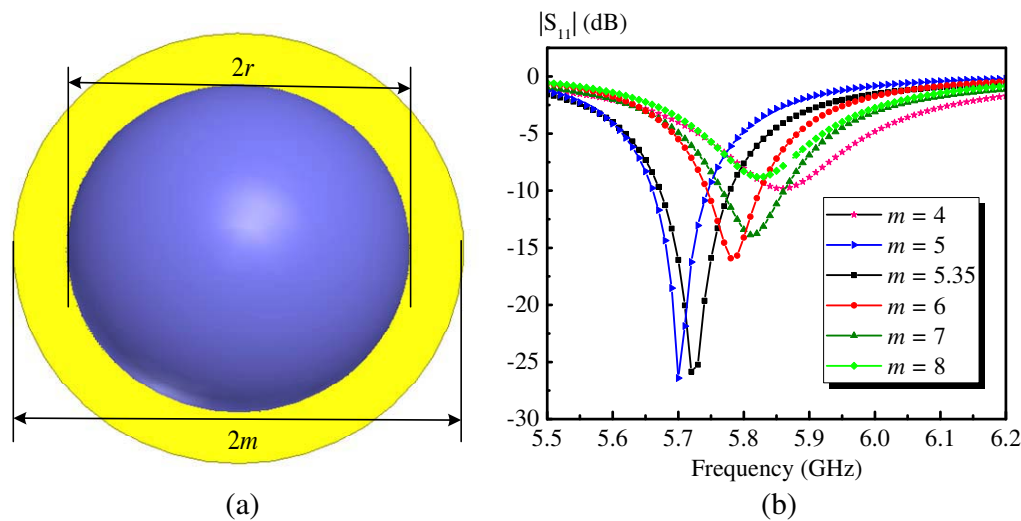 2r
2m
(a)
|S₁₁| (dB)
0
-5
-10
-15
-20
-25
-30
5.5 5.6 5.7 5.8 5.9 6.0 6.1 6.2
Frequency (GHz)
m = 4
m = 5
m = 5.35
m = 6
m = 7
m = 8
(b)